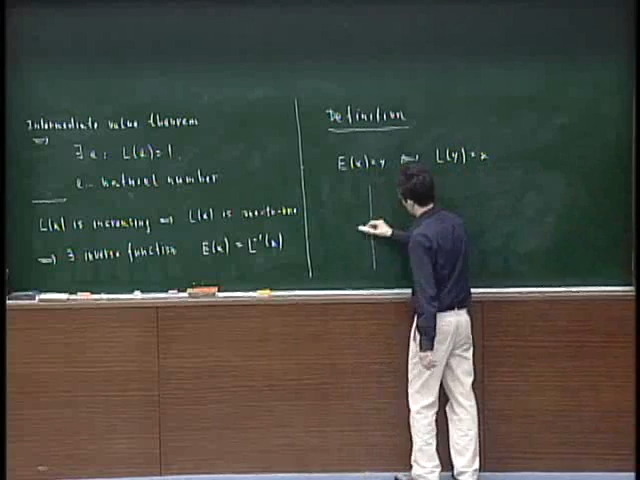 Intermediate value theorem
⟹ ∃ e : L(e) = 1.
e - natural number
L(x) is increasing ⟹ L(x) is one-to-one
⟹ ∃ inverse function E(x) = L⁻¹(x)
Definition
E(x) = y ⟺ L(y) = x